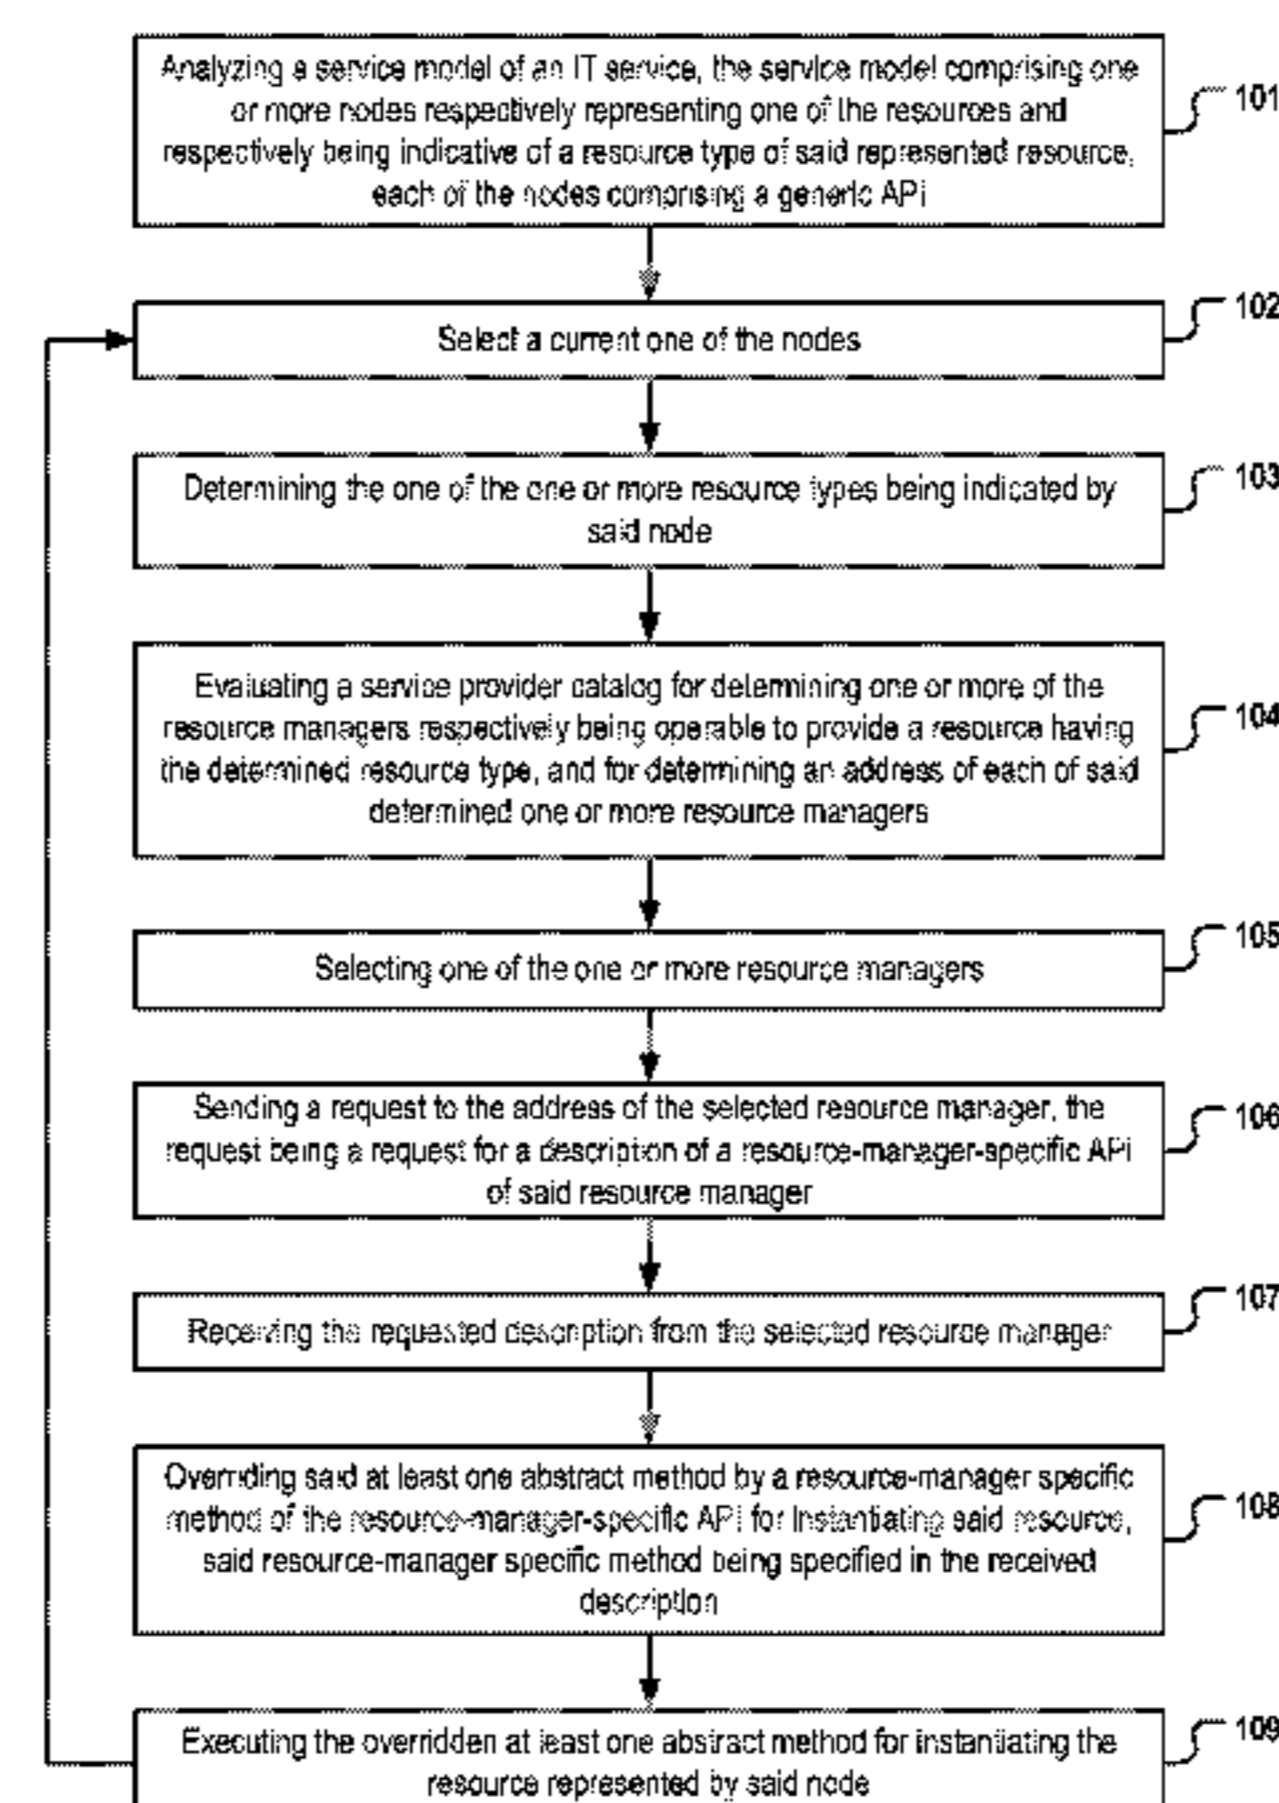 Analyzing a service model of an IT service, the service model comprising one
or more nodes respectively representing one of the resources and
respectively being indicative of a resource type of said represented resource,
each of the nodes comprising a generic API
101
Select a current one of the nodes
102
Determining the one of the one or more resource types being indicated by
said node
103
Evaluating a service provider catalog for determining one or more of the
resource managers respectively being operable to provide a resource having
the determined resource type, and for determining an address of each of said
determined one or more resource managers
104
Selecting one of the one or more resource managers
105
Sending a request to the address of the selected resource manager, the
request being a request for a description of a resource-manager-specific API
of said resource manager
106
Receiving the requested description from the selected resource manager
107
Overriding said at least one abstract method by a resource-manager specific
method of the resource-manager-specific API for instantiating said resource,
said resource-manager specific method being specified in the received
description
108
Executing the overridden at least one abstract method for instantiating the
resource represented by said node
109